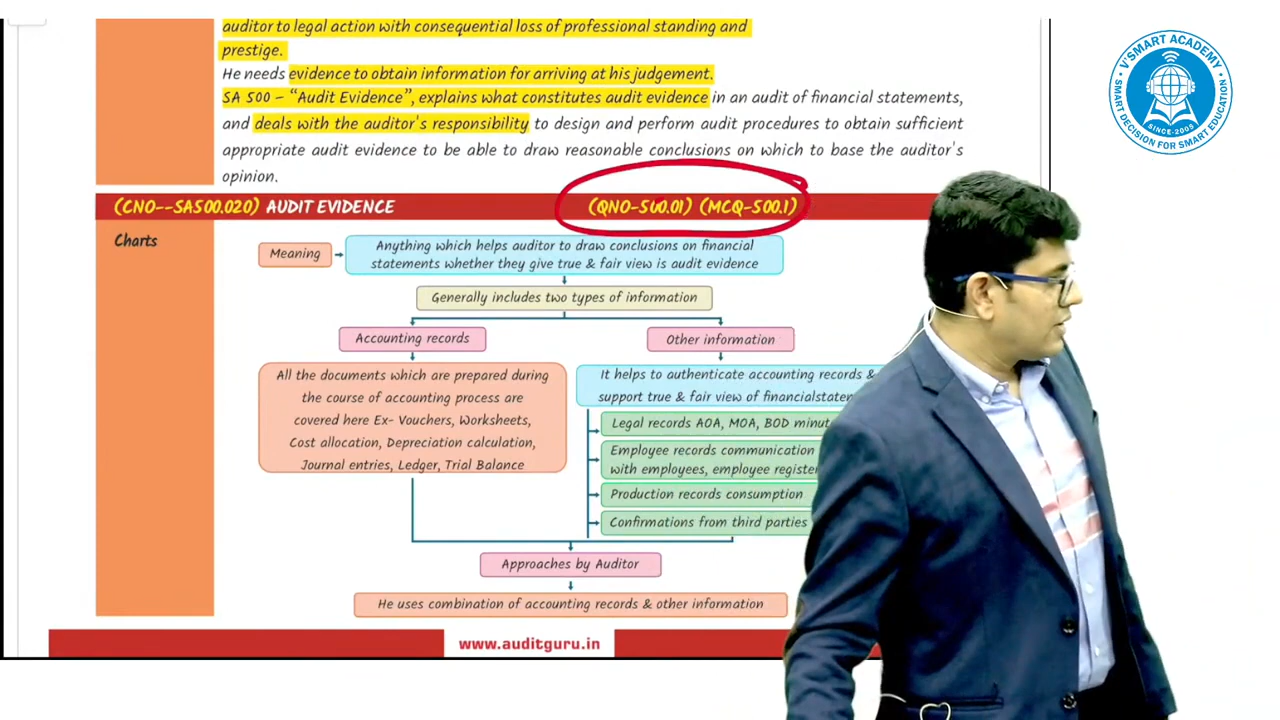 auditor to legal action with consequential loss of professional standing and
prestige.
He needs evidence to obtain information for arriving at his judgement.
SA 500 – “Audit Evidence”, explains what constitutes audit evidence in an audit of financial statements,
and deals with the auditor's responsibility to design and perform audit procedures to obtain sufficient
appropriate audit evidence to be able to draw reasonable conclusions on which to base the auditor's
opinion.
(CNO--SA500.020) AUDIT EVIDENCE (QNO-500.01) (MCQ-500.1)
Charts
Meaning
Anything which helps auditor to draw conclusions on financial
statements whether they give true & fair view is audit evidence
Generally includes two types of information
Accounting records
Other information
All the documents which are prepared during
the course of accounting process are
covered here Ex- Vouchers, Worksheets,
Cost allocation, Depreciation calculation,
Journal entries, Ledger, Trial Balance
It helps to authenticate accounting records &
support true & fair view of
Legal records AOA, MOA, BOD
Employee records communication
with employees, employee
Production records consumption
Confirmations from third parties
Approaches by Auditor
He uses combination of accounting records & other information
www.auditguru.in
V'SMART ACADEMY
SINCE-2009
SMART DECISION FOR SMART EDUCATION